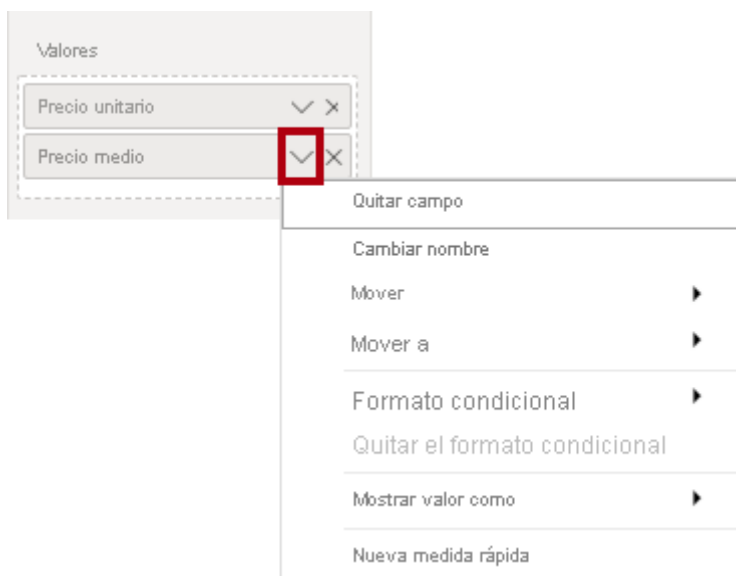 Valores
Precio unitario
Precio medio
Quitar campo
Cambiar nombre
Mover
Mover a
Formato condicional
Quitar el formato condicional
Mostrar valor como
Nueva medida rápida